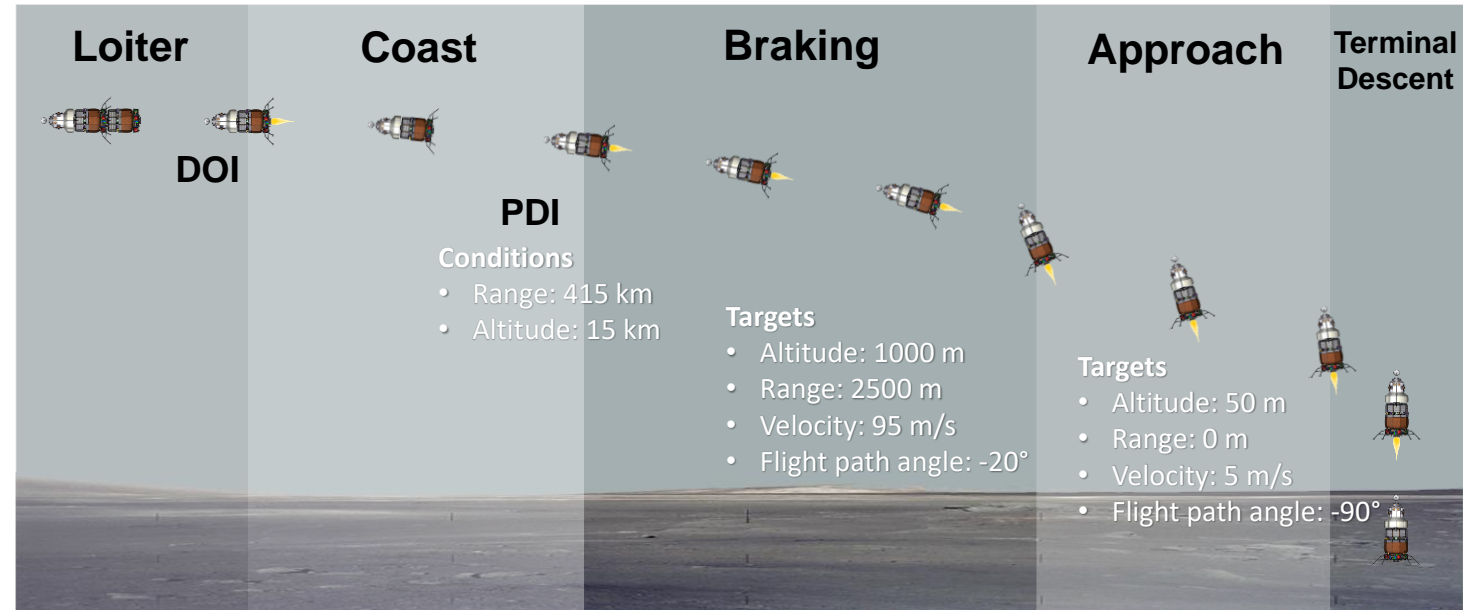 Loiter
Coast
Braking
Approach
Terminal
Descent
DOI
PDI
Conditions
• Range: 415 km
• Altitude: 15 km
Targets
• Altitude: 1000 m
• Range: 2500 m
• Velocity: 95 m/s
• Flight path angle: -20°
Targets
• Altitude: 50 m
• Range: 0 m
• Velocity: 5 m/s
• Flight path angle: -90°